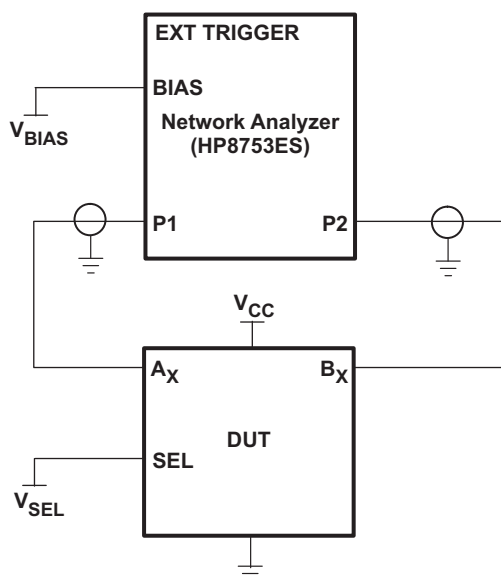 EXT TRIGGER
BIAS
VBIAS
Network Analyzer
(HP8753ES)
P1
P2
VCC
AX
BX
DUT
SEL
VSEL